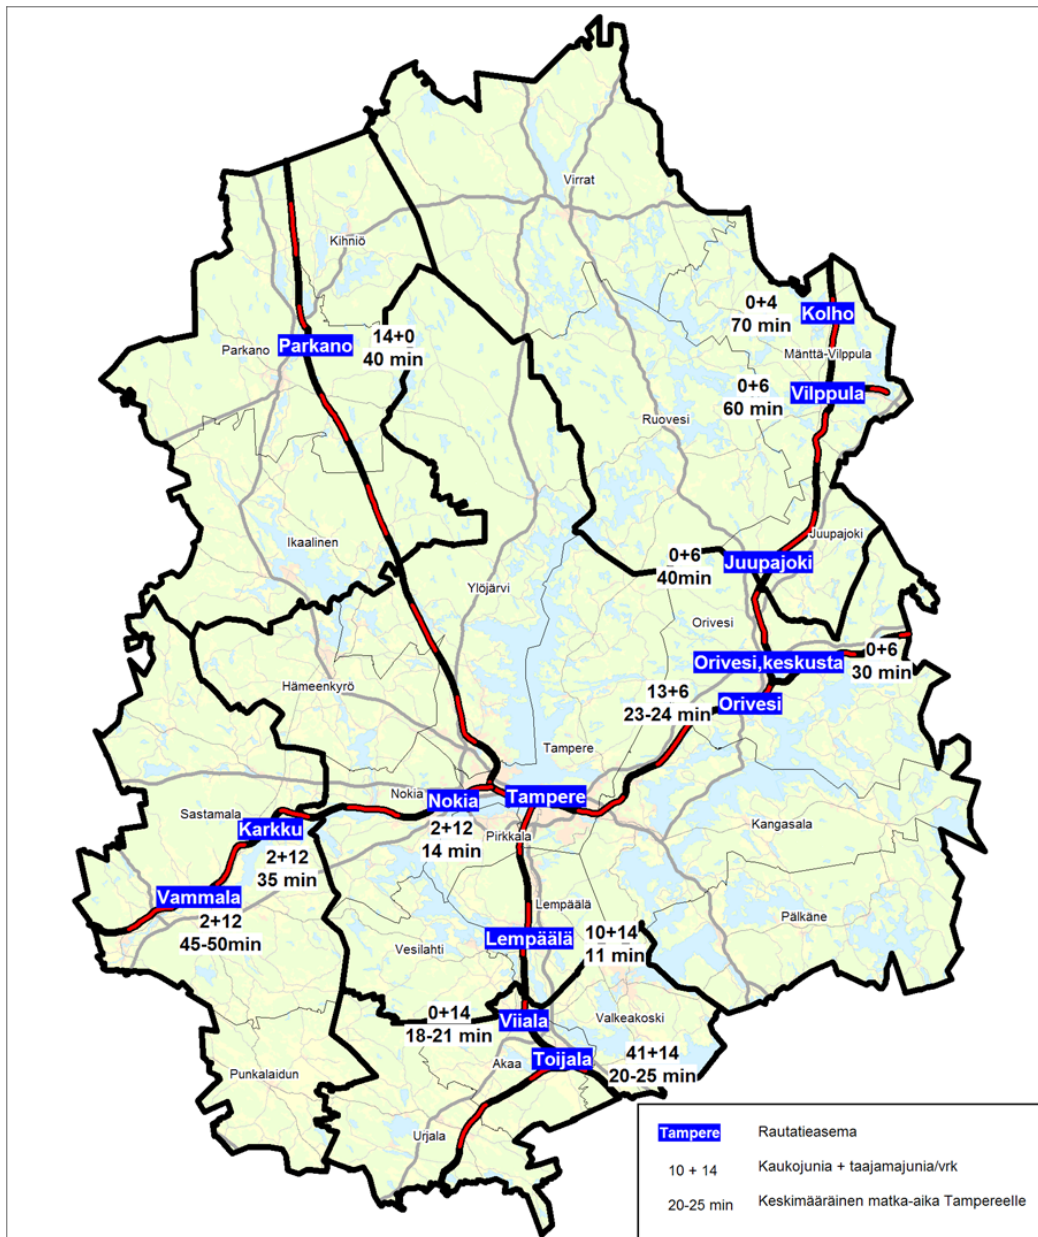 Virrat
Kihniö
0+4
70 min
Kolho
Parkano
Parkano
14+0
40 min
Mänttä-Vilppula
0+6
60 min
Vilppula
Ruovesi
Ikaalinen
Juupajoki
0+6
40min
Juupajoki
Ylöjärvi
Orivesi
Orivesi,keskusta
0+6
30 min
Hämeenkyrö
13+6
23-24 min
Orivesi
Tampere
Nokia
Nokia
Tampere
Sastamala
Karkku
2+12
14 min
Pirkkala
Kangasala
2+12
35 min
Vammala
2+12
45-50min
Lempäälä
Pälkäne
Vesilahti
Lempäälä
10+14
11 min
0+14
18-21 min
Viiala
Valkeakoski
Akaa
Toijala
41+14
20-25 min
Punkalaidun
Urjala
Tampere Rautatieasema
10 + 14 Kaukojunia + taajamajunia/vrk
20-25 min Keskimääräinen matka-aika Tampereelle